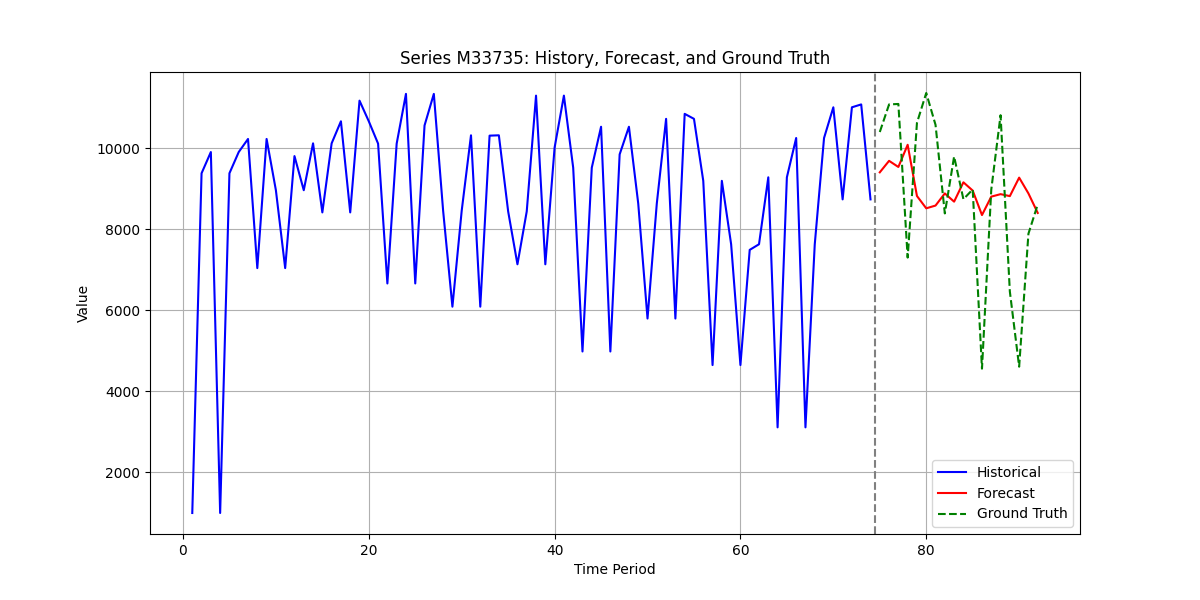 Series M33735: History, Forecast, and Ground Truth
Value
10000
8000
6000
4000
2000
0
20
40
60
80
Time Period
Historical
Forecast
Ground Truth